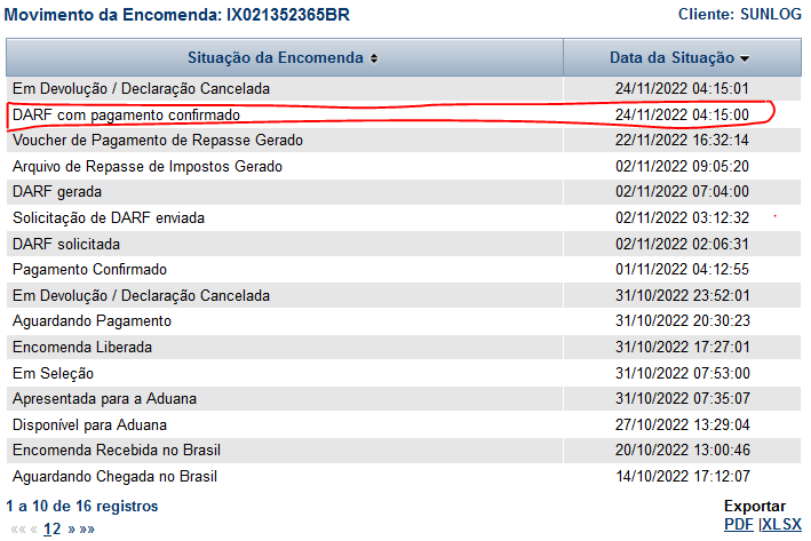 Movimento da Encomenda: IX021352365BR Cliente: SUNLOG
Situação da Encomenda Data da Situação
Em Devolução / Declaração Cancelada 24/11/2022 04:15:01
DARF com pagamento confirmado 24/11/2022 04:15:00
Voucher de Pagamento de Repasse Gerado 22/11/2022 16:32:14
Arquivo de Repasse de Impostos Gerado 02/11/2022 09:05:20
DARF gerada 02/11/2022 07:04:00
Solicitação de DARF enviada 02/11/2022 03:12:32
DARF solicitada 02/11/2022 02:06:31
Pagamento Confirmado 01/11/2022 04:12:55
Em Devolução / Declaração Cancelada 31/10/2022 23:52:01
Aguardando Pagamento 31/10/2022 20:30:23
Encomenda Liberada 31/10/2022 17:27:01
Em Seleção 31/10/2022 07:53:00
Apresentada para a Aduana 31/10/2022 07:35:07
Disponível para Aduana 27/10/2022 13:29:04
Encomenda Recebida no Brasil 20/10/2022 13:00:46
Aguardando Chegada no Brasil 14/10/2022 17:12:07
1 a 10 de 16 registros Exportar
«« « 12 » »» PDF |XLSX